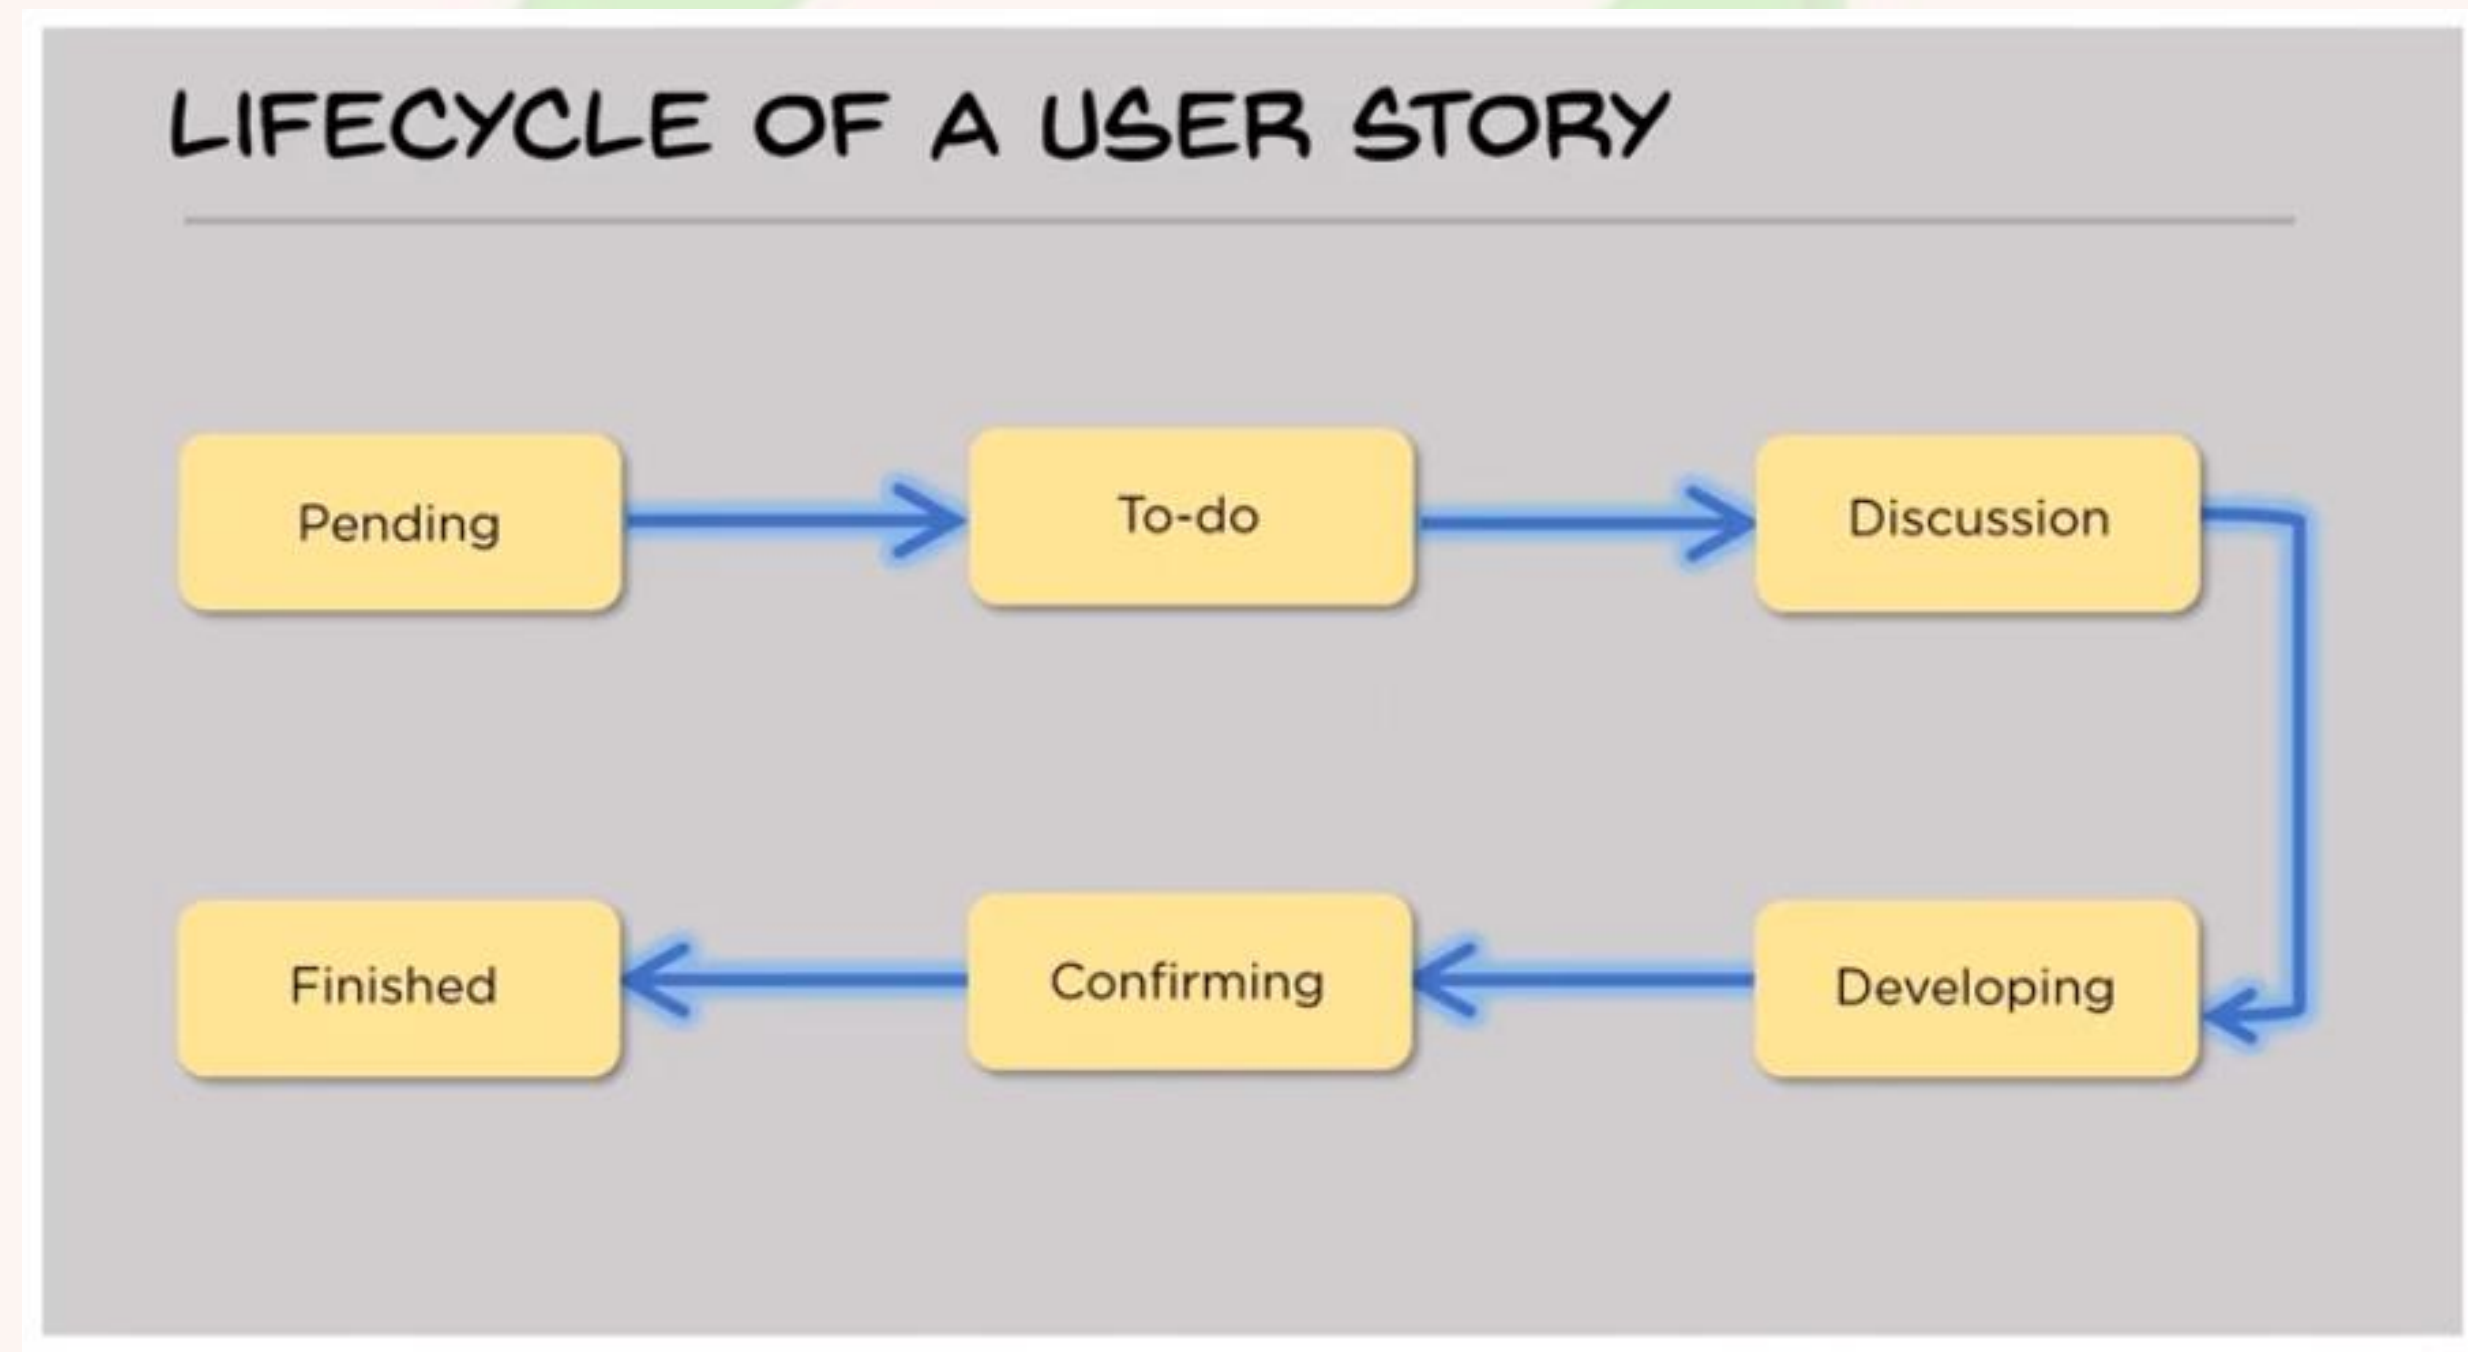 LIFECYCLE OF A USER STORY
Pending
To-do
Discussion
Developing
Confirming
Finished